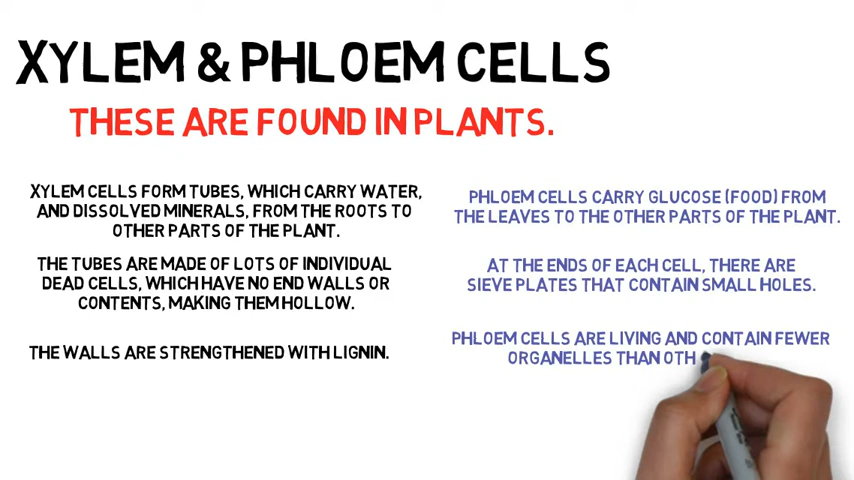 XYLEM & PHLOEM CELLS
THESE ARE FOUND IN PLANTS.
XYLEM CELLS FORM TUBES, WHICH CARRY WATER,
AND DISSOLVED MINERALS, FROM THE ROOTS TO
OTHER PARTS OF THE PLANT.
THE TUBES ARE MADE OF LOTS OF INDIVIDUAL
DEAD CELLS, WHICH HAVE NO END WALLS OR
CONTENTS, MAKING THEM HOLLOW.
THE WALLS ARE STRENGTHENED WITH LIGNIN.
PHLOEM CELLS CARRY GLUCOSE (FOOD) FROM
THE LEAVES TO THE OTHER PARTS OF THE PLANT.
AT THE ENDS OF EACH CELL, THERE ARE
SIEVE PLATES THAT CONTAIN SMALL HOLES.
PHLOEM CELLS ARE LIVING AND CONTAIN FEWER
ORGANELLES THAN OTH